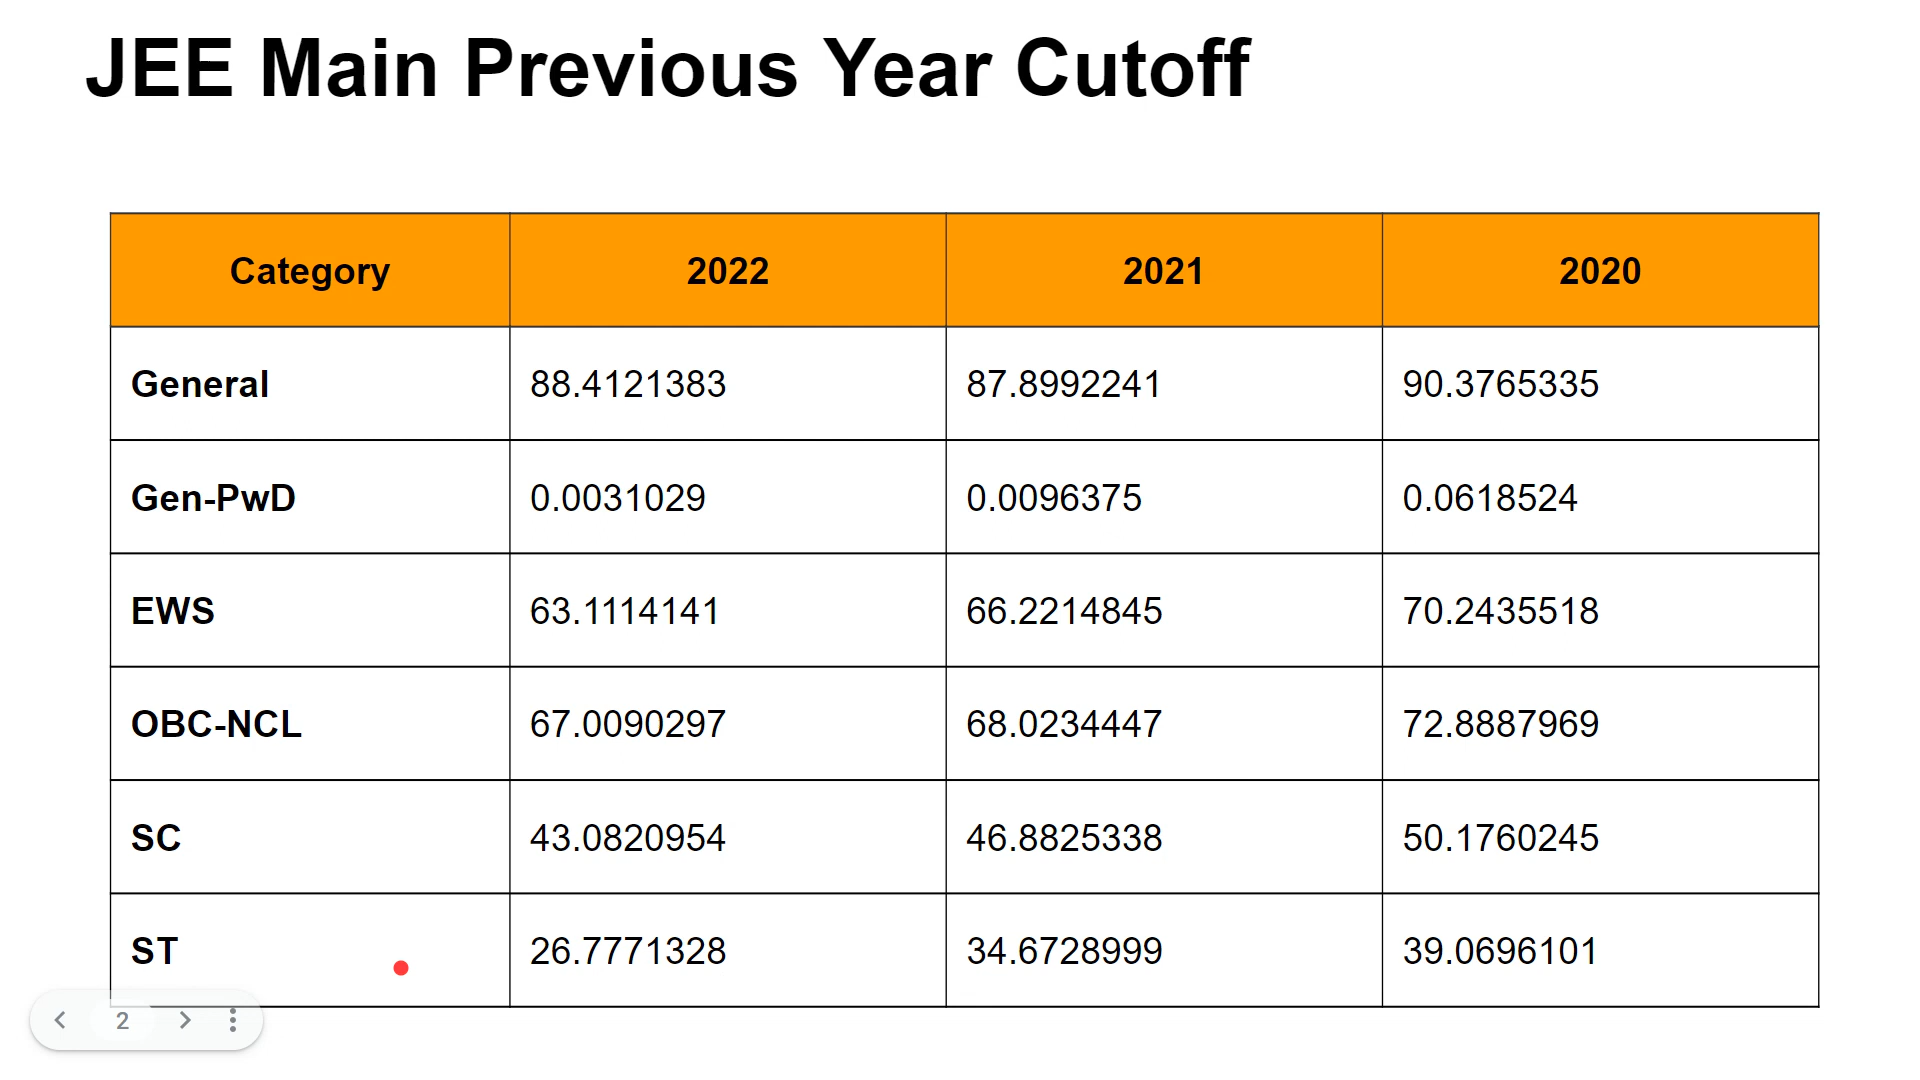 JEE Main Previous Year Cutoff
Category 2022 2021 2020
General 88.4121383 87.8992241 90.3765335
Gen-PwD 0.0031029 0.0096375 0.0618524
EWS 63.1114141 66.2214845 70.2435518
OBC-NCL 67.0090297 68.0234447 72.8887969
SC 43.0820954 46.8825338 50.1760245
ST 26.7771328 34.6728999 39.0696101
2